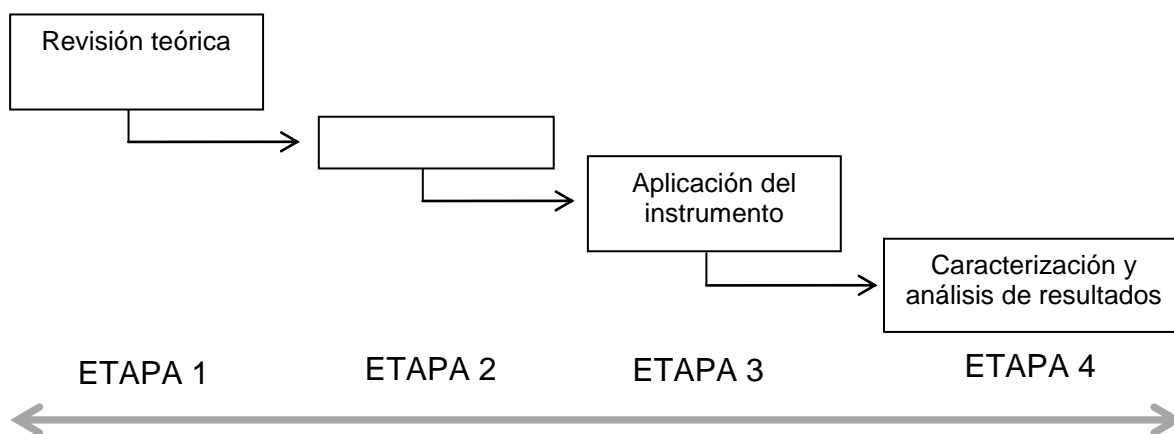 Revisión teórica
Aplicación del
instrumento
Caracterización y
análisis de resultados
ETAPA 1
ETAPA 2
ETAPA 3
ETAPA 4